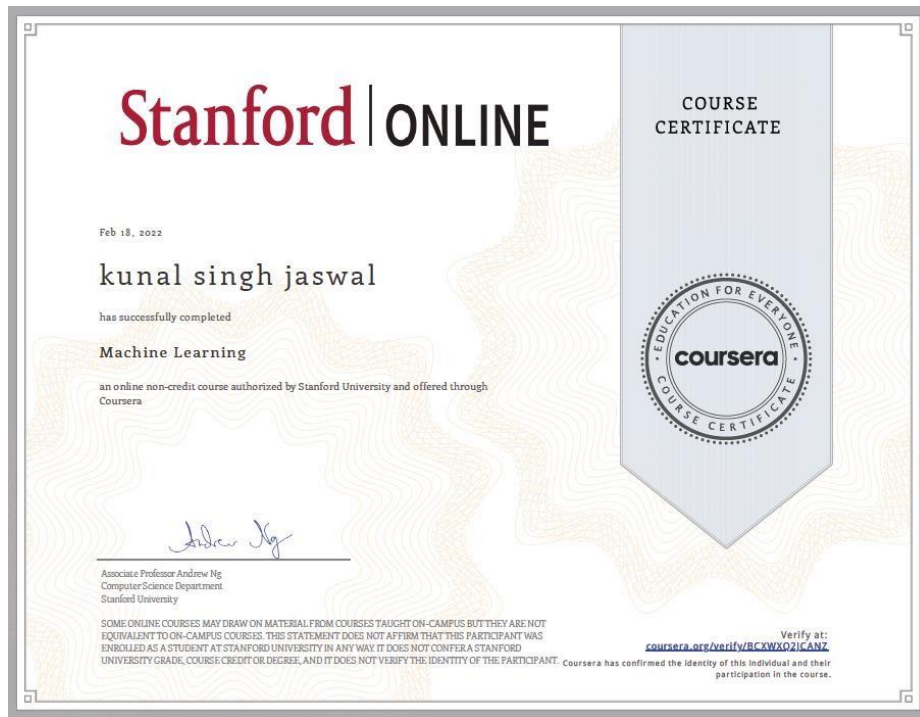 Stanford | ONLINE
COURSE
CERTIFICATE
Feb 18, 2022
kunal singh jaswal
has successfully completed
Machine Learning
an online non-credit course authorized by Stanford University and offered through
Coursera
EDUCATION FOR EVERYONE
coursera
COURSE CERTIFICATE
Andrew Ng
Associate Professor Andrew Ng
Computer Science Department
Stanford University
SOME ONLINE COURSES MAY DRAW ON MATERIAL FROM COURSES TAUGHT ON-CAMPUS BUT THEY ARE NOT
EQUIVALENT TO ON-CAMPUS COURSES. THIS STATEMENT DOES NOT AFFIRM THAT THIS PARTICIPANT WAS
ENROLLED AS A STUDENT AT STANFORD UNIVERSITY IN ANY WAY. IT DOES NOT CONFER A STANFORD
UNIVERSITY GRADE, COURSE CREDIT OR DEGREE, AND IT DOES NOT VERIFY THE IDENTITY OF THE PARTICIPANT.
Verify at:
coursera.org/verify/BCXWXQ2JCANZ
Coursera has confirmed the identity of this individual and their
participation in the course.